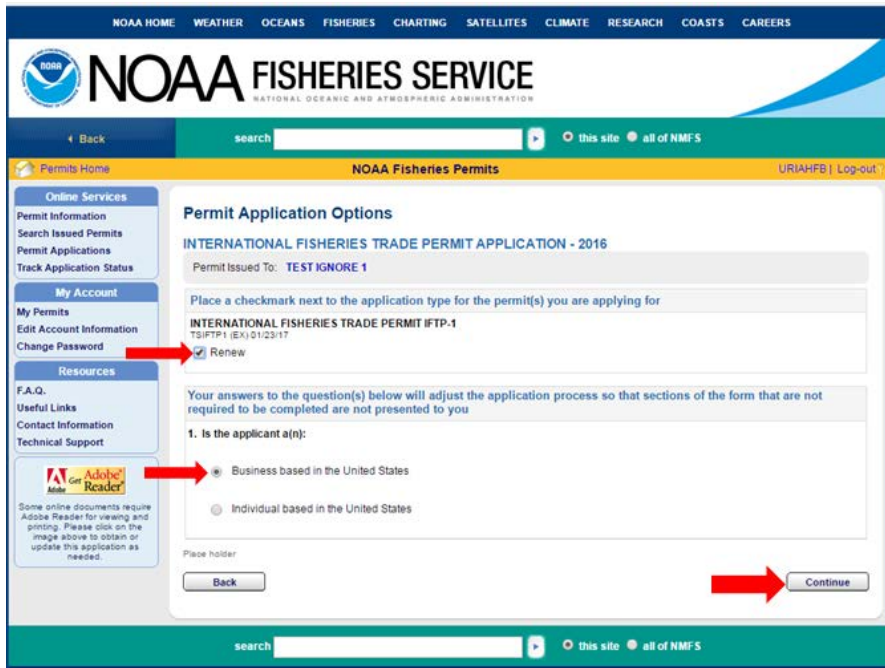 NOAA HOME WEATHER OCEANS FISHERIES CHARTING SATELLITES CLIMATE RESEARCH COASTS CAREERS
NOAA
NOAA FISHERIES SERVICE
NATIONAL OCEANIC AND ATMOSPHERIC ADMINISTRATION
Back
search
this site all of NMFS
Permits Home
NOAA Fisheries Permits
URIAHFB | Log-out
Online Services
Permit Information
Search Issued Permits
Permit Applications
Track Application Status
My Account
My Permits
Edit Account Information
Change Password
Resources
F.A.Q.
Useful Links
Contact Information
Technical Support
Adobe
Get Adobe®
Reader®
Some online documents require
Adobe Reader for viewing and
printing. Please click on the
image above to obtain or
update this application as
needed.
Permit Application Options
INTERNATIONAL FISHERIES TRADE PERMIT APPLICATION - 2016
Permit Issued To: TEST IGNORE 1
Place a checkmark next to the application type for the permit(s) you are applying for
INTERNATIONAL FISHERIES TRADE PERMIT IFTP-1
TSIFTP1 (EX) 01/23/17
Renew
Your answers to the question(s) below will adjust the application process so that sections of the form that are not
required to be completed are not presented to you
1. Is the applicant a(n):
Business based in the United States
Individual based in the United States
Place holder
Back
Continue
search
this site all of NMFS